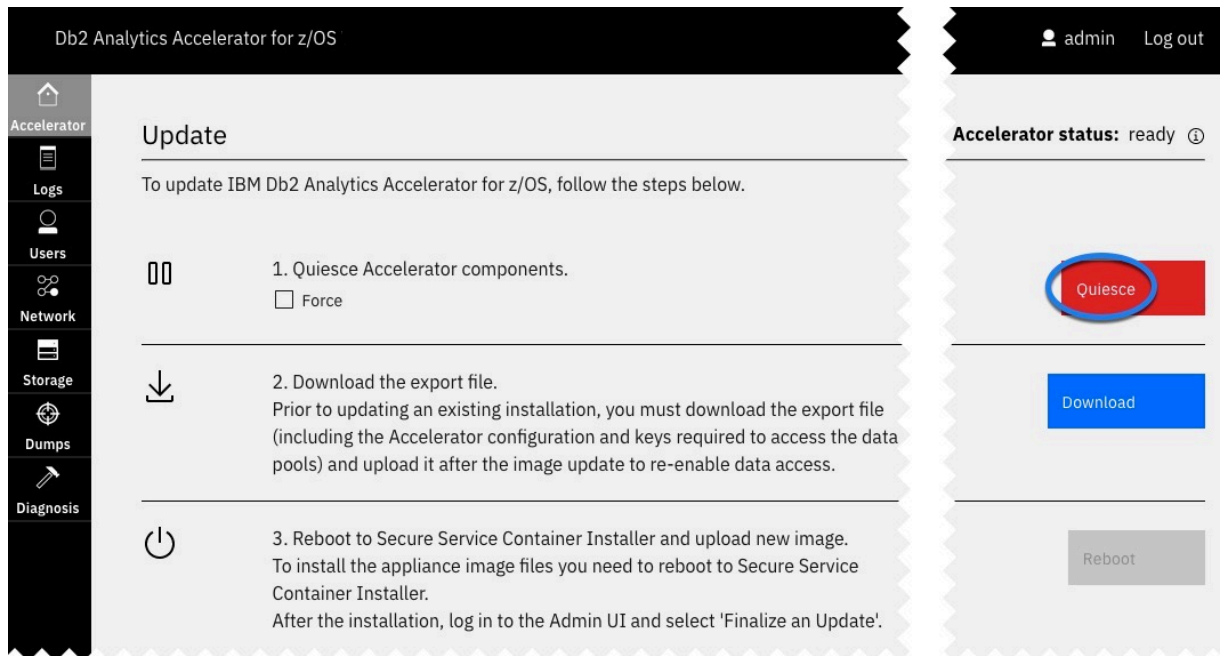 Db2 Analytics Accelerator for z/OS
admin Log out
Accelerator
Logs
Users
Network
Storage
Dumps
Diagnosis
Update
Accelerator status: ready
To update IBM Db2 Analytics Accelerator for z/OS, follow the steps below.
1. Quiesce Accelerator components.
Force
Quiesce
2. Download the export file.
Prior to updating an existing installation, you must download the export file
(including the Accelerator configuration and keys required to access the data
pools) and upload it after the image update to re-enable data access.
Download
3. Reboot to Secure Service Container Installer and upload new image.
To install the appliance image files you need to reboot to Secure Service
Container Installer.
After the installation, log in to the Admin UI and select 'Finalize an Update'.
Reboot